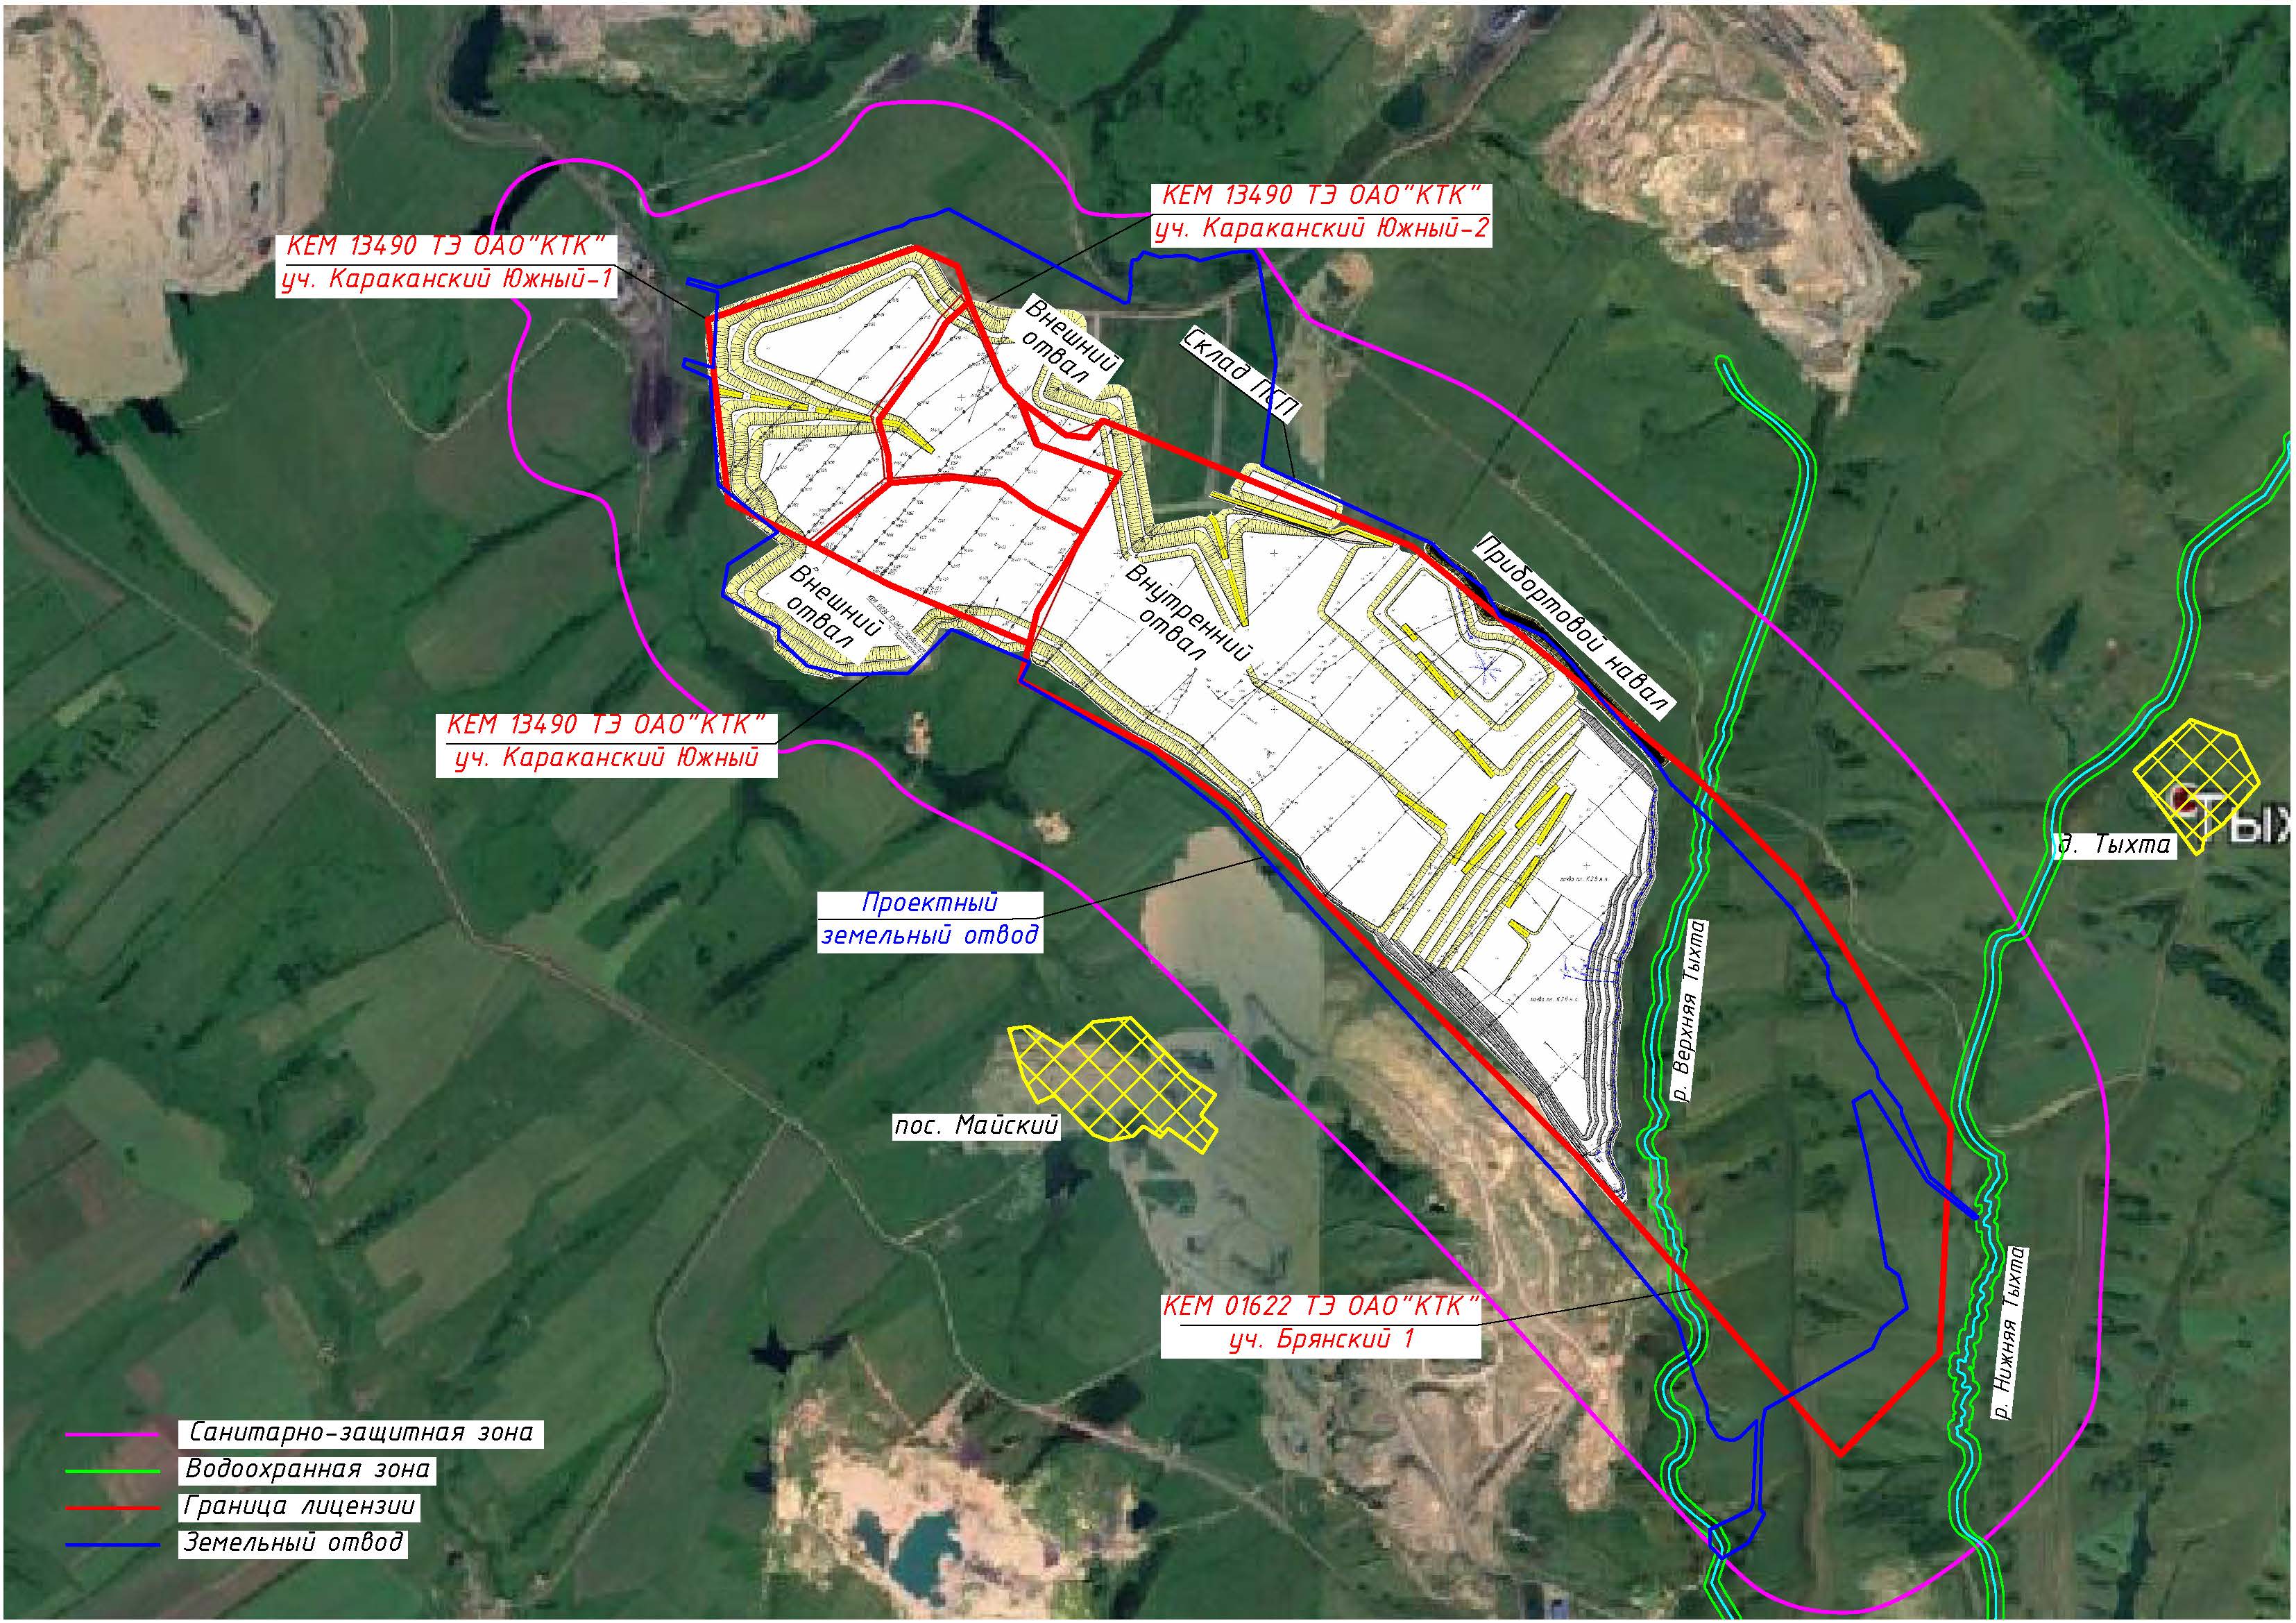 КЕМ 13490 ТЭ ОАО"КТК"
уч. Караканский Южный-2
КЕМ 13490 ТЭ ОАО"КТК"
уч. Караканский Южный-1
Внешний
отвал
Склад ПСП
Прибортовой навал
Внутренний
отвал
Внешний
отвал
КЕМ 13490 ТЭ ОАО"КТК"
уч. Караканский Южный
Тых
д. Тыхта
Проектный
земельный отвод
р. Верхняя Тыхта
пос. Майский
КЕМ 01622 ТЭ ОАО"КТК"
уч. Брянский 1
р. Нижняя Тыхта
Санитарно-защитная зона
Водоохранная зона
Граница лицензии
Земельный отвод